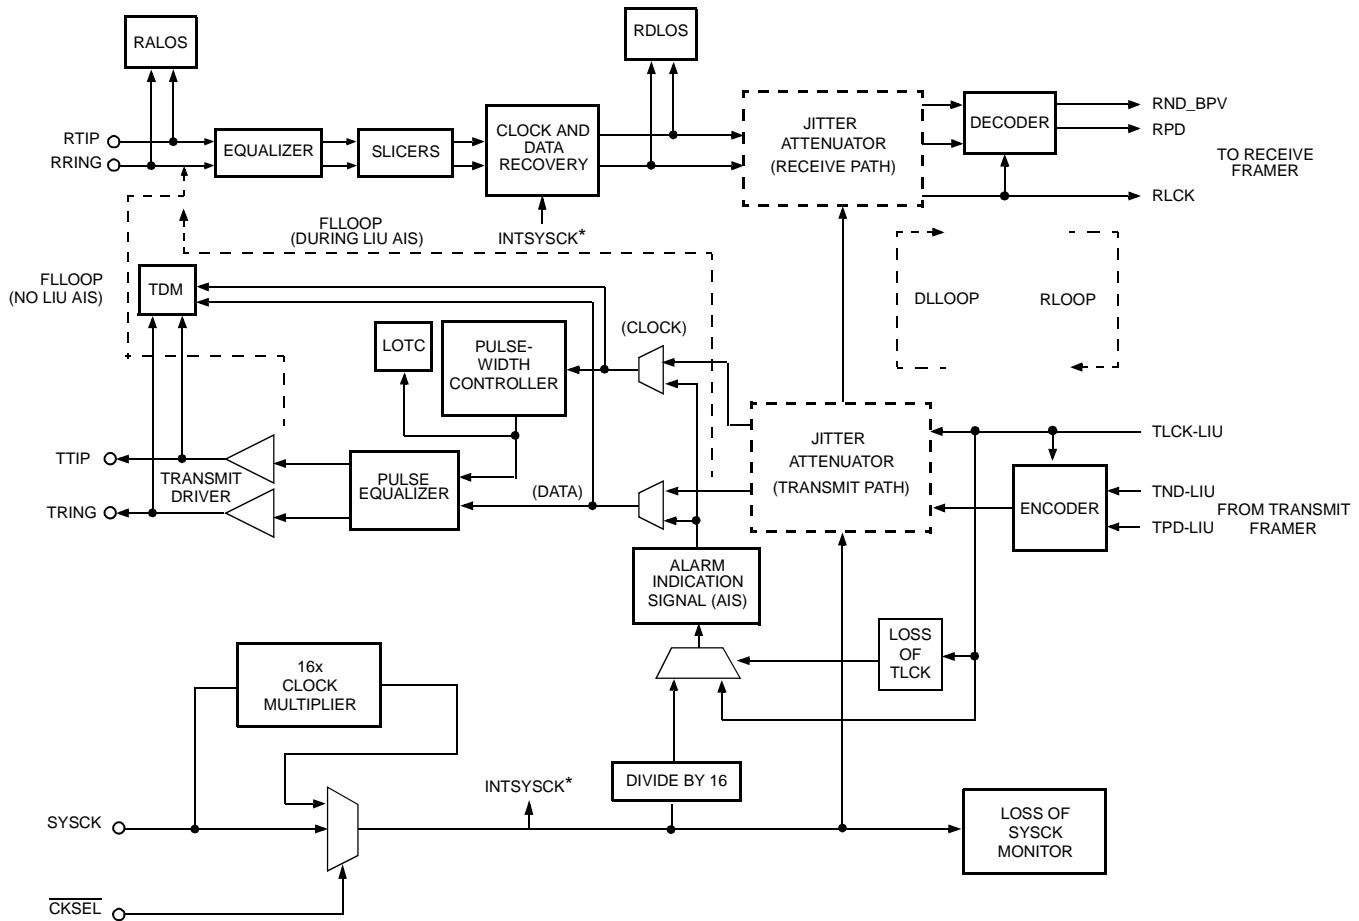 RALOS
RDLOS
RTIP
RRING
EQUALIZER
SLICERS
CLOCK AND
DATA
RECOVERY
JITTER
ATTENUATOR
(RECEIVE PATH)
DECODER
RND_BPV
RPD
TO RECEIVE
FRAMER
RLCK
FLLOOP
(DURING LIU AIS)
INTSYSCK*
FLLOOP
(NO LIU AIS)
TDM
DLLOOP
RLOOP
LOTC
PULSE-
WIDTH
CONTROLLER
(CLOCK)
JITTER
ATTENUATOR
(TRANSMIT PATH)
TLCK-LIU
TTIP
TRANSMIT
DRIVER
TRING
PULSE
EQUALIZER
(DATA)
ENCODER
TND-LIU
TPD-LIU
FROM TRANSMIT
FRAMER
ALARM
INDICATION
SIGNAL (AIS)
LOSS
OF
TLCK
16x
CLOCK
MULTIPLIER
DIVIDE BY 16
INTSYSCK*
SYSCK
LOSS OF
SYSCK
MONITOR
CKSEL